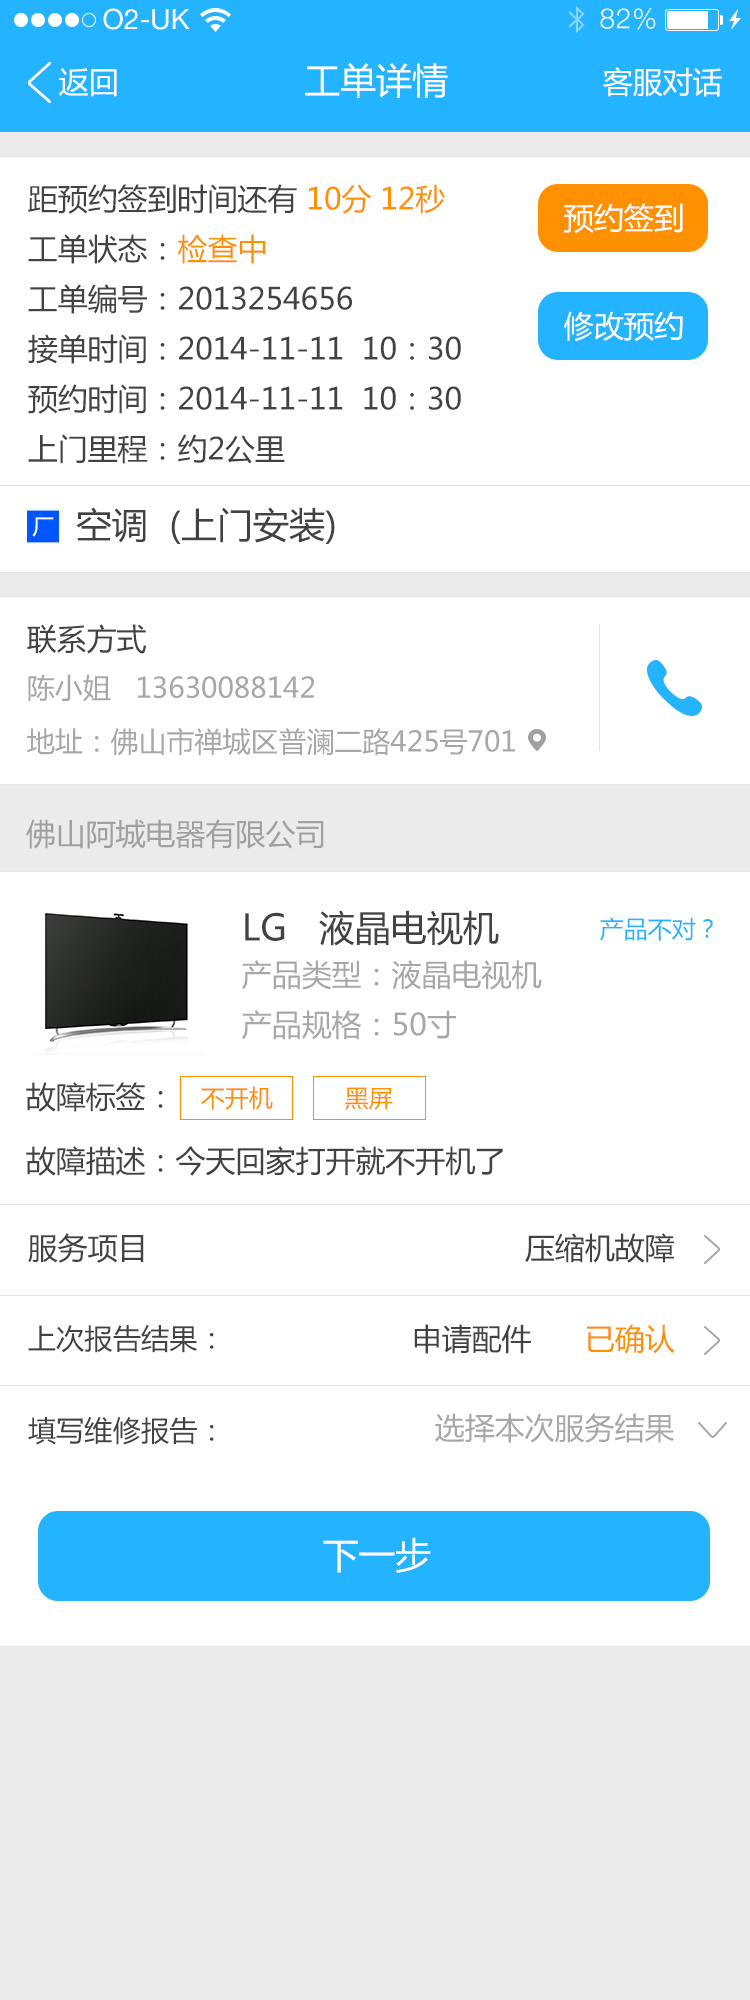 O2-UK 82%
返回 工单详情 客服对话
距预约签到时间还有 10分 12秒
预约签到
工单状态：检查中
工单编号：2013254656
修改预约
接单时间：2014-11-11 10：30
预约时间：2014-11-11 10：30
上门里程：约2公里
厂 空调 (上门安装)
联系方式
陈小姐 13630088142
地址：佛山市禅城区普澜二路425号701
佛山阿城电器有限公司
LG 液晶电视机 产品不对？
产品类型：液晶电视机
产品规格：50寸
故障标签： 不开机 黑屏
故障描述：今天回家打开就不开机了
服务项目 压缩机故障
上次报告结果： 申请配件 已确认
填写维修报告： 选择本次服务结果
下一步